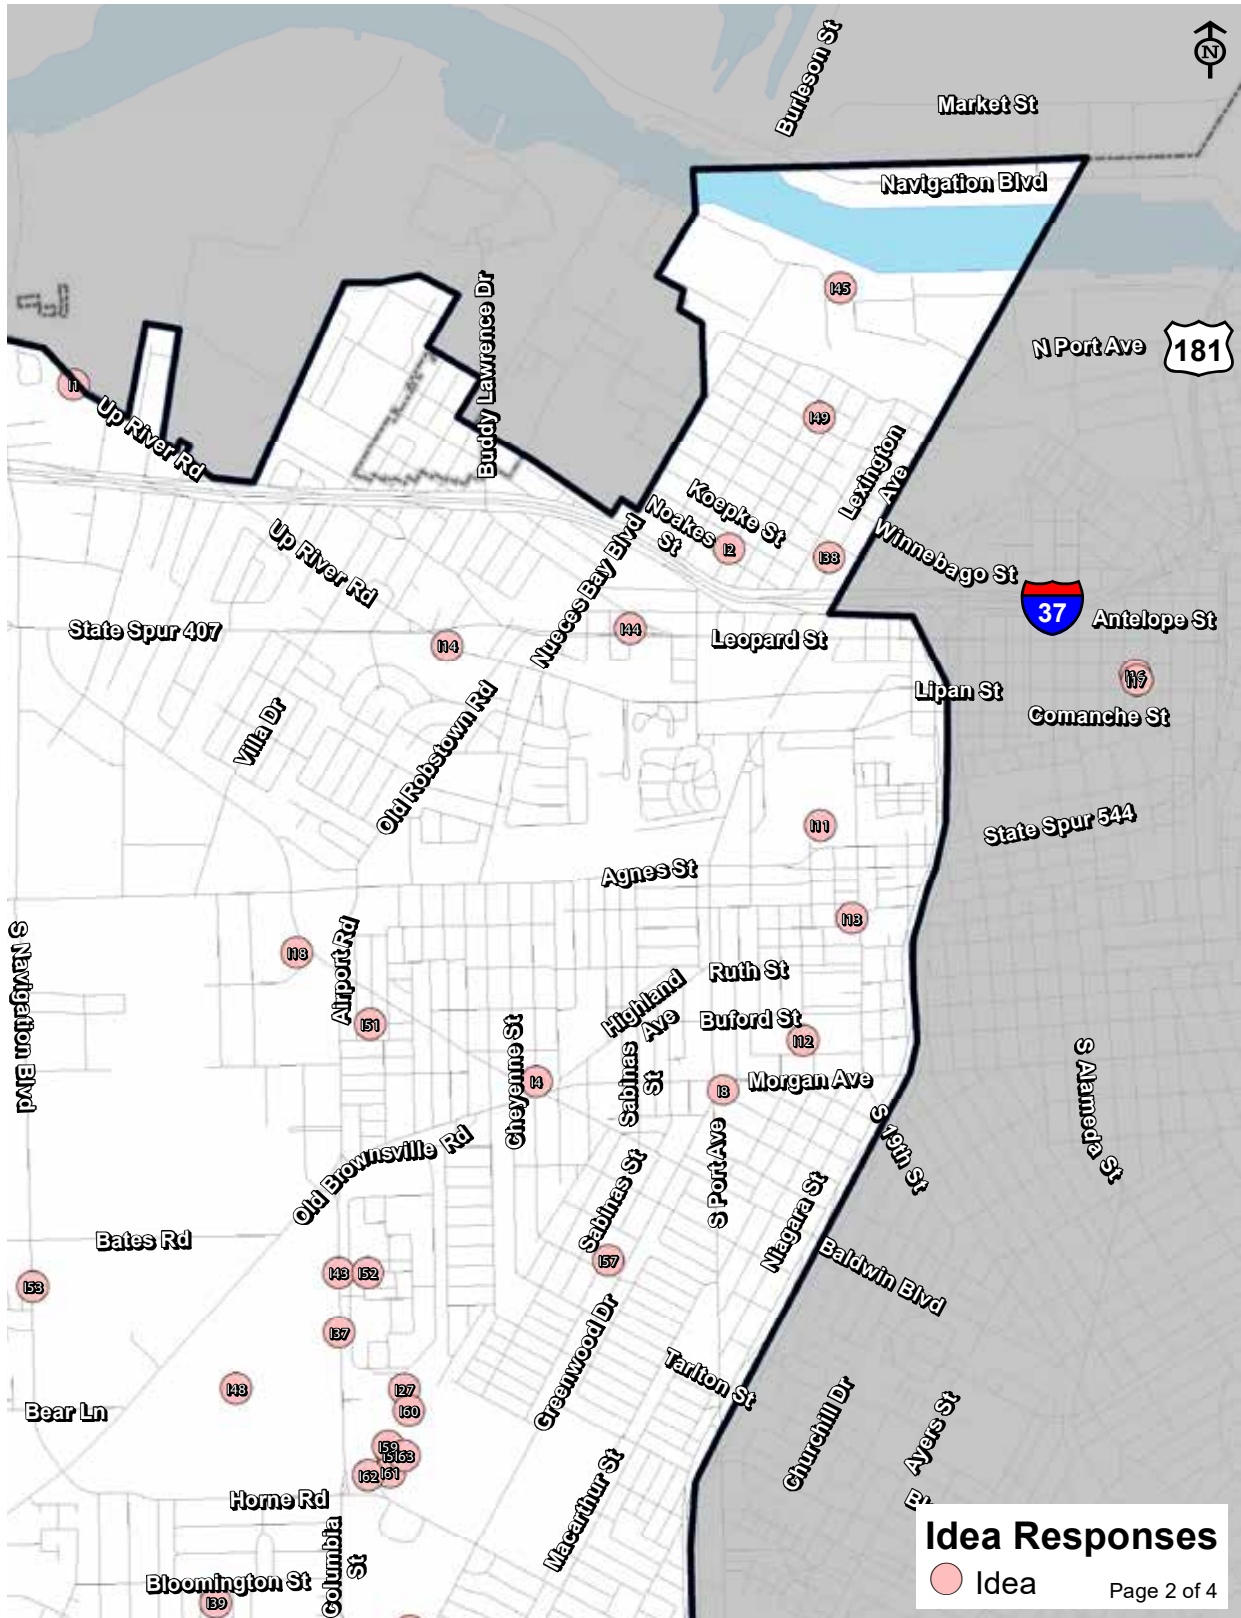 N
Burleson St
Market St
Navigation Blvd
I45
N Port Ave
181
Buddy Lawrence Dr
I1
Up River Rd
I49
Lexington
Ave
Koepke St
Noakes
St
I2
I38
Winnebago St
Up River Rd
Nueces Bay Blvd
37
Antelope St
State Spur 407
I14
I44
Leopard St
I17
Lipan St
Comanche St
Villa Dr
Old Robstown Rd
I11
State Spur 544
Agnes St
I13
S Navigation Blvd
I18
Airport Rd
Ruth St
Highland
Ave
Buford St
I51
I12
Cheyenne St
Sabinas
St
I4
I8
Morgan Ave
S Alameda St
S 19th St
Old Brownsville Rd
S Port Ave
Sabinas St
Niagara St
Bates Rd
I57
Baldwin Blvd
I53
I43
I52
I37
Greenwood Dr
Tarlton St
I48
I27
I60
Bear Ln
Churchill Dr
Ayers St
I59
I63
I62
I61
Horne Rd
Macarthur St
Columbia
St
Bloomington St
I39
Idea Responses
Idea
Page 2 of 4